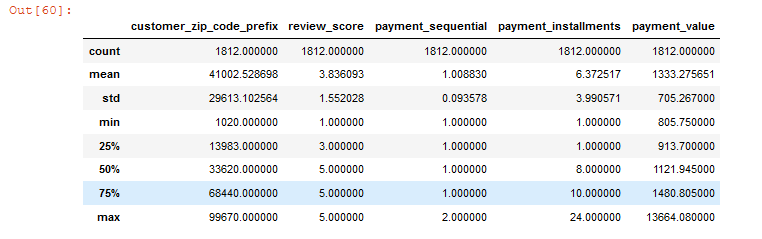 Out[60]:
customer_zip_code_prefix review_score payment_sequential payment_installments payment_value
count 1812.000000 1812.000000 1812.000000 1812.000000 1812.000000
mean 41002.528698 3.836093 1.008830 6.372517 1333.275651
std 29613.102564 1.552028 0.093578 3.990571 705.267000
min 1020.000000 1.000000 1.000000 1.000000 805.750000
25% 13983.000000 3.000000 1.000000 1.000000 913.700000
50% 33620.000000 5.000000 1.000000 8.000000 1121.945000
75% 68440.000000 5.000000 1.000000 10.000000 1480.805000
max 99670.000000 5.000000 2.000000 24.000000 13664.080000